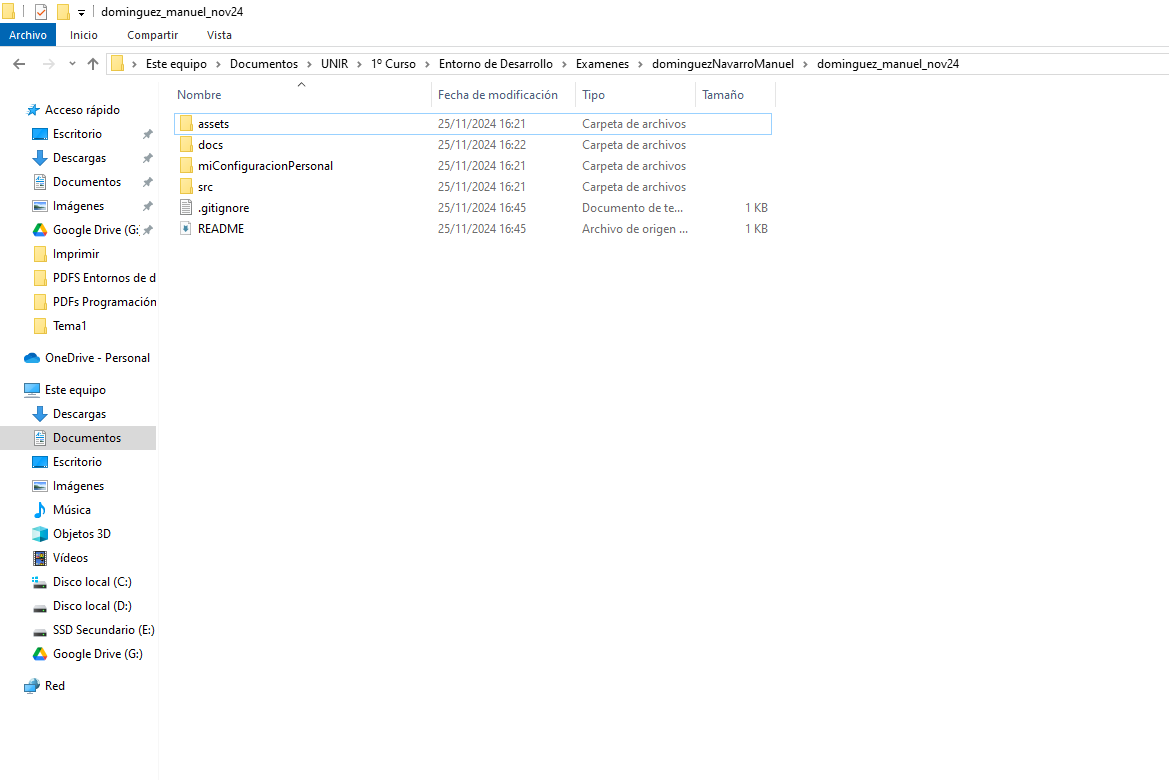 dominguez_manuel_nov24
Archivo Inicio Compartir Vista
Este equipo Documentos UNIR 1º Curso Entorno de Desarrollo Examenes dominguezNavarroManuel dominguez_manuel_nov24
Acceso rápido
Escritorio
Descargas
Documentos
Imágenes
Google Drive (G:
Imprimir
PDFS Entornos de d
PDFs Programación
Tema1
OneDrive - Personal
Este equipo
Descargas
Documentos
Escritorio
Imágenes
Música
Objetos 3D
Vídeos
Disco local (C:)
Disco local (D:)
SSD Secundario (E:)
Google Drive (G:)
Red
Nombre Fecha de modificación Tipo Tamaño
assets 25/11/2024 16:21 Carpeta de archivos
docs 25/11/2024 16:22 Carpeta de archivos
miConfiguracionPersonal 25/11/2024 16:21 Carpeta de archivos
src 25/11/2024 16:21 Carpeta de archivos
.gitignore 25/11/2024 16:45 Documento de te... 1 KB
README 25/11/2024 16:45 Archivo de origen ... 1 KB